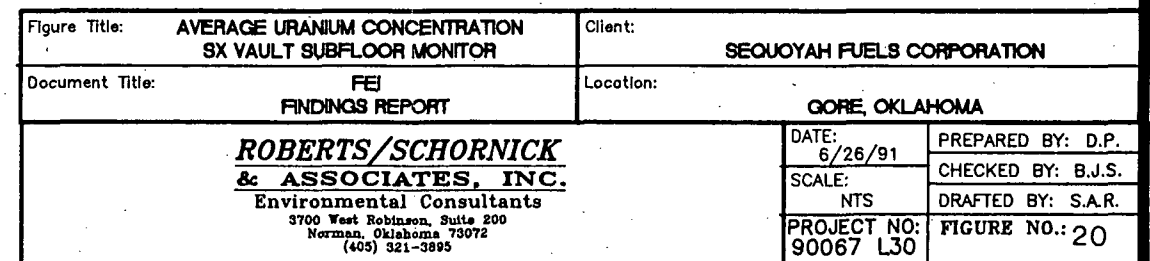 Figure Title: AVERAGE URANIUM CONCENTRATION
SX VAULT SUBFLOOR MONITOR
Client:
SEQUOYAH FUELS CORPORATION
Document Title: FEI
FINDINGS REPORT
Location:
GORE, OKLAHOMA
ROBERTS/SCHORNICK
& ASSOCIATES, INC.
Environmental Consultants
3700 West Robinson, Suite 200
Norman, Oklahoma 73072
(405) 321-3895
DATE:
6/26/91
SCALE:
NTS
PROJECT NO:
90067 L30
PREPARED BY: D.P.
CHECKED BY: B.J.S.
DRAFTED BY: S.A.R.
FIGURE NO.: 20